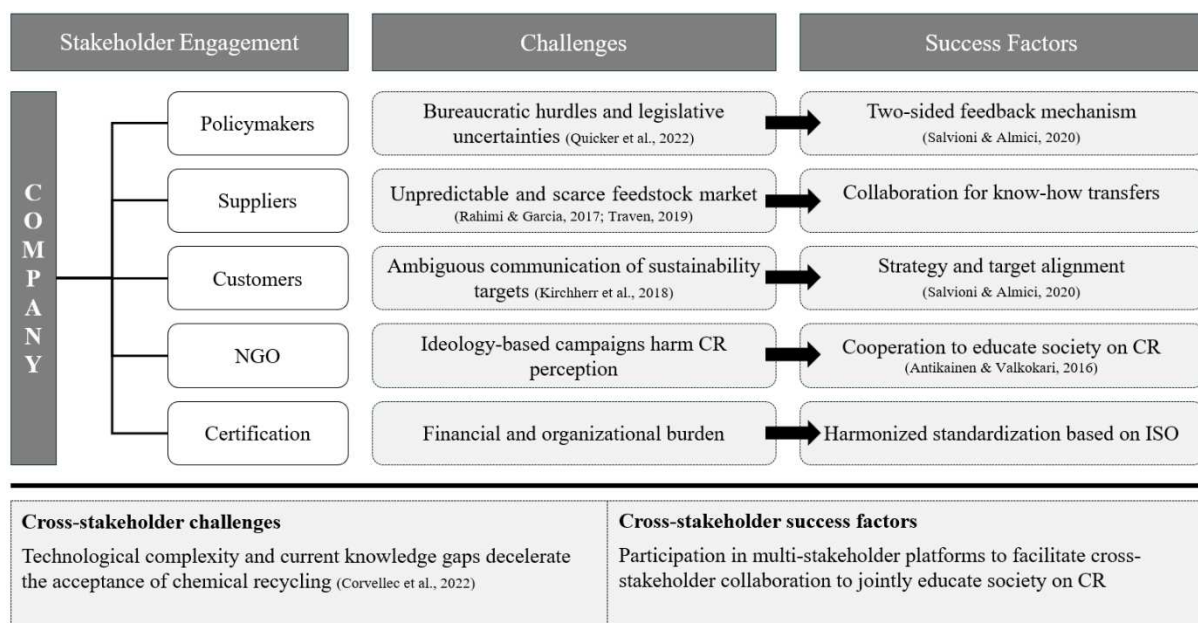 Stakeholder Engagement
Challenges
Success Factors
COMPANY
Policymakers
Bureaucratic hurdles and legislative
uncertainties (Quicker et al., 2022)
Two-sided feedback mechanism
(Salvioni & Almici, 2020)
Suppliers
Unpredictable and scarce feedstock market
(Rahimi & Garcia, 2017; Traven, 2019)
Collaboration for know-how transfers
Customers
Ambiguous communication of sustainability
targets (Kirchherr et al., 2018)
Strategy and target alignment
(Salvioni & Almici, 2020)
NGO
Ideology-based campaigns harm CR
perception
Cooperation to educate society on CR
(Antikainen & Valkokari, 2016)
Certification
Financial and organizational burden
Harmonized standardization based on ISO
Cross-stakeholder challenges
Technological complexity and current knowledge gaps decelerate
the acceptance of chemical recycling (Corvellec et al., 2022)
Cross-stakeholder success factors
Participation in multi-stakeholder platforms to facilitate cross-
stakeholder collaboration to jointly educate society on CR